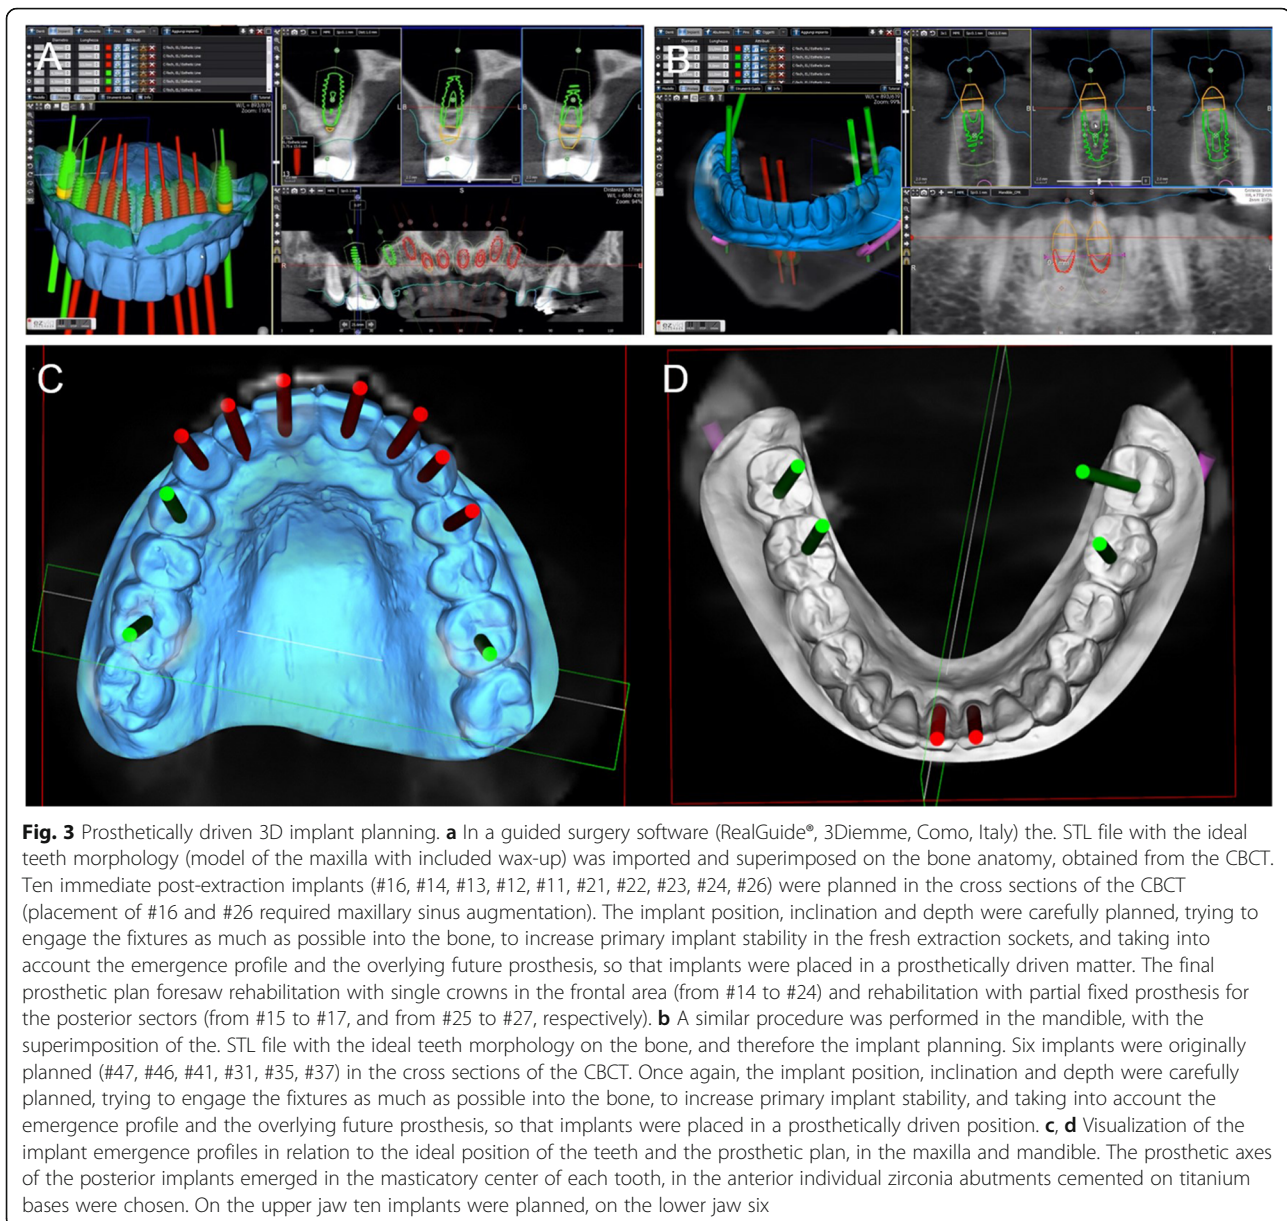 A
B
C
D
Fig. 3 Prosthetically driven 3D implant planning. a In a guided surgery software (RealGuide®, 3Diemme, Como, Italy) the. STL file with the ideal
teeth morphology (model of the maxilla with included wax-up) was imported and superimposed on the bone anatomy, obtained from the CBCT.
Ten immediate post-extraction implants (#16, #14, #13, #12, #11, #21, #22, #23, #24, #26) were planned in the cross sections of the CBCT
(placement of #16 and #26 required maxillary sinus augmentation). The implant position, inclination and depth were carefully planned, trying to
engage the fixtures as much as possible into the bone, to increase primary implant stability in the fresh extraction sockets, and taking into
account the emergence profile and the overlying future prosthesis, so that implants were placed in a prosthetically driven matter. The final
prosthetic plan foresaw rehabilitation with single crowns in the frontal area (from #14 to #24) and rehabilitation with partial fixed prosthesis for
the posterior sectors (from #15 to #17, and from #25 to #27, respectively). b A similar procedure was performed in the mandible, with the
superimposition of the. STL file with the ideal teeth morphology on the bone, and therefore the implant planning. Six implants were originally
planned (#47, #46, #41, #31, #35, #37) in the cross sections of the CBCT. Once again, the implant position, inclination and depth were carefully
planned, trying to engage the fixtures as much as possible into the bone, to increase primary implant stability, and taking into account the
emergence profile and the overlying future prosthesis, so that implants were placed in a prosthetically driven position. c, d Visualization of the
implant emergence profiles in relation to the ideal position of the teeth and the prosthetic plan, in the maxilla and mandible. The prosthetic axes
of the posterior implants emerged in the masticatory center of each tooth, in the anterior individual zirconia abutments cemented on titanium
bases were chosen. On the upper jaw ten implants were planned, on the lower jaw six